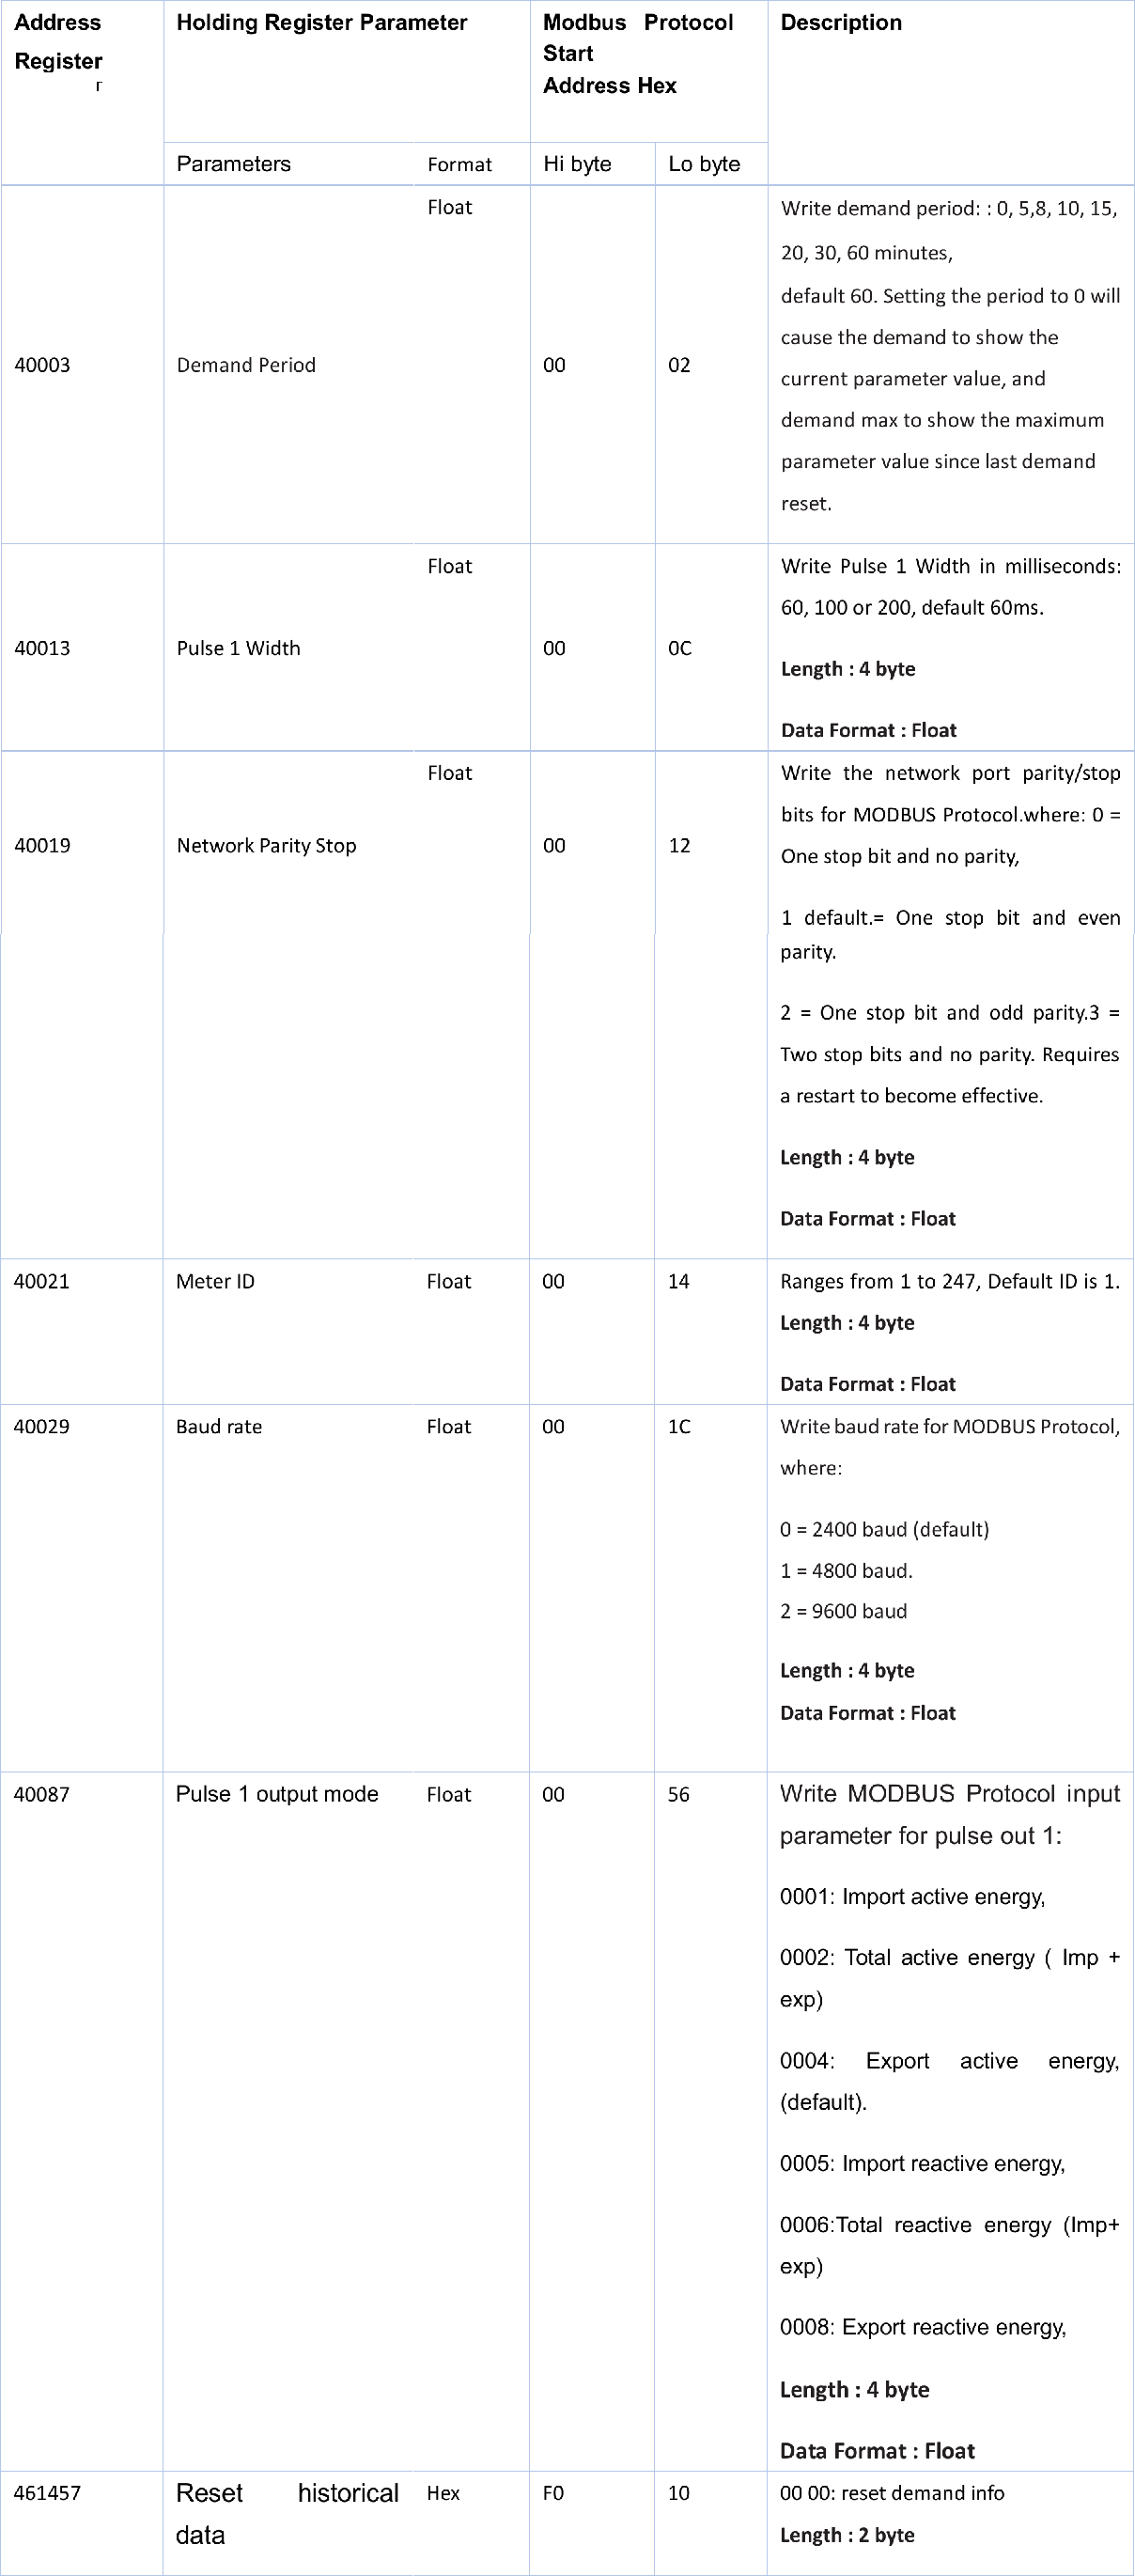 Address
Register
r
Holding Register Parameter
Modbus Protocol
Start
Address Hex
Description
Parameters
Format
Hi byte
Lo byte
40003
Demand Period
Float
00
02
Write demand period: : 0, 5,8, 10, 15,
20, 30, 60 minutes,
default 60. Setting the period to 0 will
cause the demand to show the
current parameter value, and
demand max to show the maximum
parameter value since last demand
reset.
40013
Pulse 1 Width
Float
00
0C
Write Pulse 1 Width in milliseconds:
60, 100 or 200, default 60ms.
Length : 4 byte
Data Format : Float
40019
Network Parity Stop
Float
00
12
Write the network port parity/stop
bits for MODBUS Protocol.where: 0 =
One stop bit and no parity,
1 default.= One stop bit and even
parity.
2 = One stop bit and odd parity.3 =
Two stop bits and no parity. Requires
a restart to become effective.
Length : 4 byte
Data Format : Float
40021
Meter ID
Float
00
14
Ranges from 1 to 247, Default ID is 1.
Length : 4 byte
Data Format : Float
40029
Baud rate
Float
00
1C
Write baud rate for MODBUS Protocol,
where:
0 = 2400 baud (default)
1 = 4800 baud.
2 = 9600 baud
Length : 4 byte
Data Format : Float
40087
Pulse 1 output mode
Float
00
56
Write MODBUS Protocol input
parameter for pulse out 1:
0001: Import active energy,
0002: Total active energy ( Imp +
exp)
0004: Export active energy,
(default).
0005: Import reactive energy,
0006:Total reactive energy (Imp+
exp)
0008: Export reactive energy,
Length : 4 byte
Data Format : Float
461457
Reset historical
data
Hex
F0
10
00 00: reset demand info
Length : 2 byte